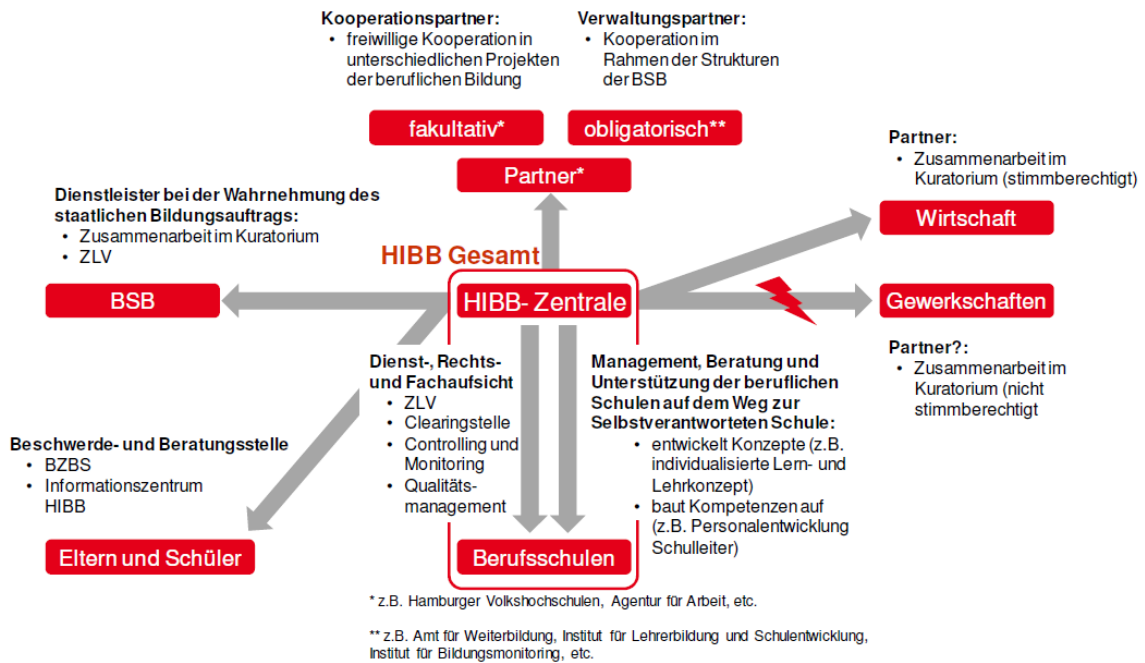 Kooperationspartner:
• freiwillige Kooperation in
unterschiedlichen Projekten
der beruflichen Bildung
Verwaltungspartner:
• Kooperation im
Rahmen der Strukturen
der BSB
fakultativ*
obligatorisch**
Partner*
Partner:
• Zusammenarbeit im
Kuratorium (stimmberechtigt)
Wirtschaft
Dienstleister bei der Wahrnehmung des
staatlichen Bildungsauftrags:
• Zusammenarbeit im Kuratorium
• ZLV
HIBB Gesamt
BSB
HIBB- Zentrale
Gewerkschaften
Partner?:
• Zusammenarbeit im
Kuratorium (nicht
stimmberechtigt
Dienst-, Rechts-
und Fachaufsicht
• ZLV
• Clearingstelle
• Controlling und
Monitoring
• Qualitäts-
management
Management, Beratung und
Unterstützung der beruflichen
Schulen auf dem Weg zur
Selbstverantworteten Schule:
• entwickelt Konzepte (z.B.
individualisierte Lern- und
Lehrkonzept)
• baut Kompetenzen auf
(z.B. Personalentwicklung
Schulleiter)
Beschwerde- und Beratungsstelle
• BZBS
• Informationszentrum
HIBB
Eltern und Schüler
Berufsschulen
* z.B. Hamburger Volkshochschulen, Agentur für Arbeit, etc.
** z.B. Amt für Weiterbildung, Institut für Lehrerbildung und Schulentwicklung,
Institut für Bildungsmonitoring, etc.